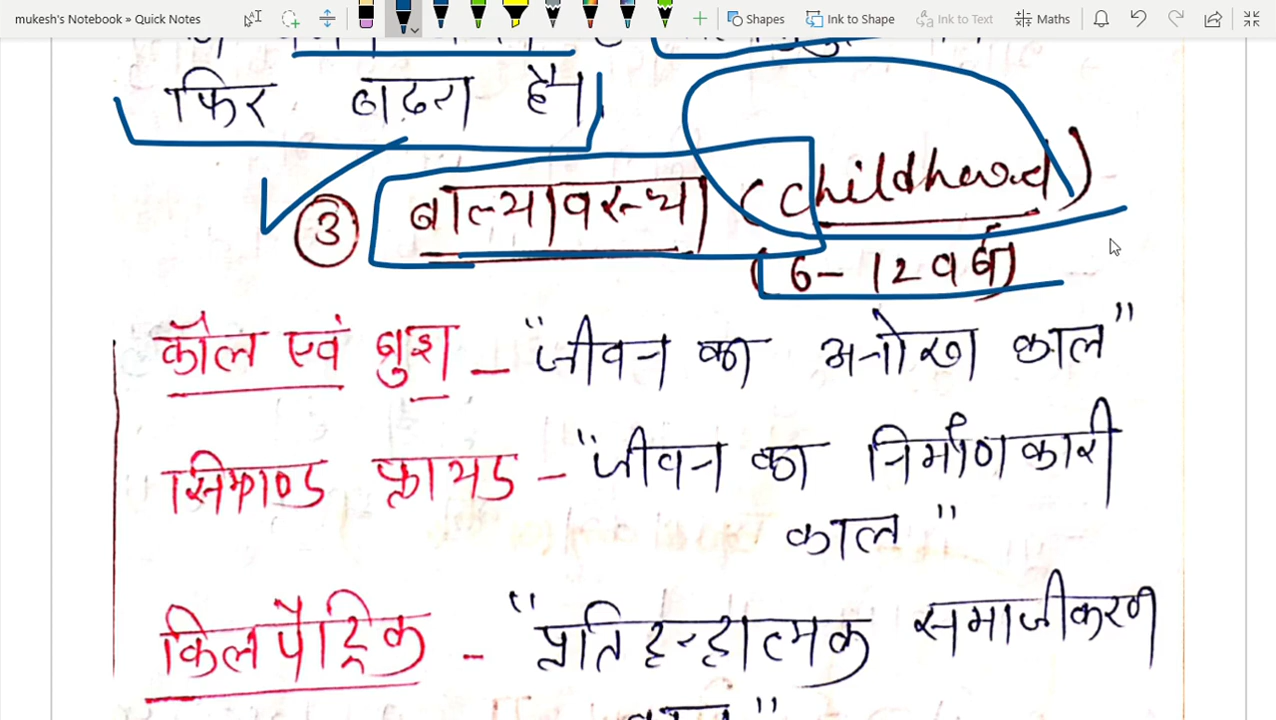 mukesh's Notebook » Quick Notes
Shapes Ink to Shape Ink to Text Maths
फिर बाढता है।
③ बाल्यावस्था (Childhood)
(6-12 वर्ष)
कॉल एवं ब्रुश - "जीवन का अनोखा काल"
सिग्मण्ड फ्रायड - "जीवन का निर्माणकारी
काल"
किलपैट्रिक - "प्रतिद्वन्द्वात्मक समाजीकरण